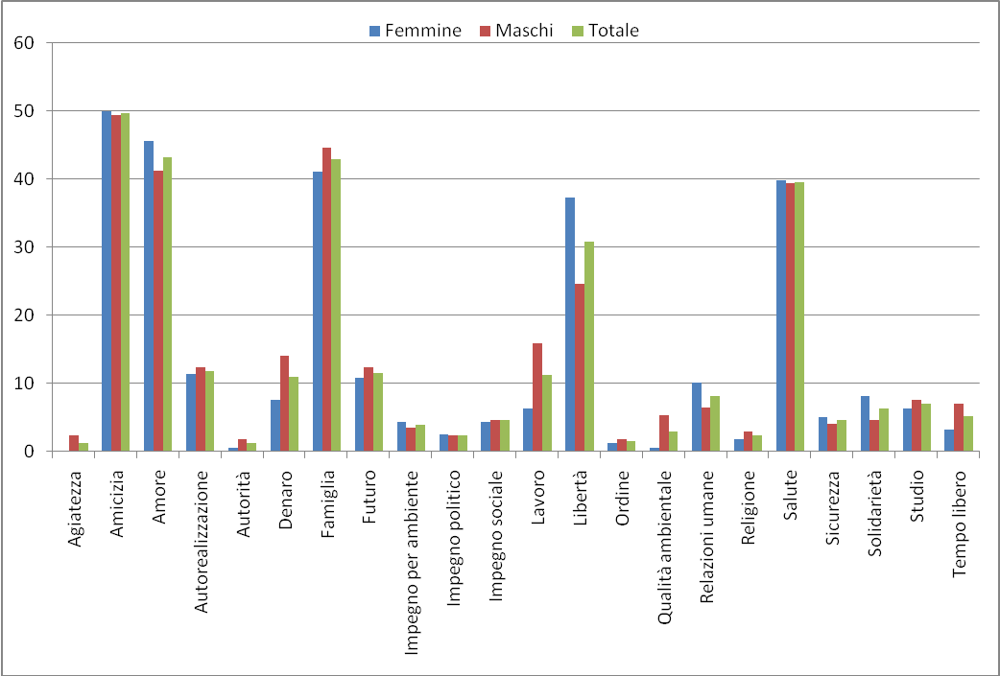 Femmine Maschi Totale
60
50
40
30
20
10
0
Agiatezza
Amicizia
Amore
Autorealizzazione
Autorità
Denaro
Famiglia
Futuro
Impegno per ambiente
Impegno politico
Impegno sociale
Lavoro
Libertà
Ordine
Qualità ambientale
Relazioni umane
Religione
Salute
Sicurezza
Solidarietà
Studio
Tempo libero